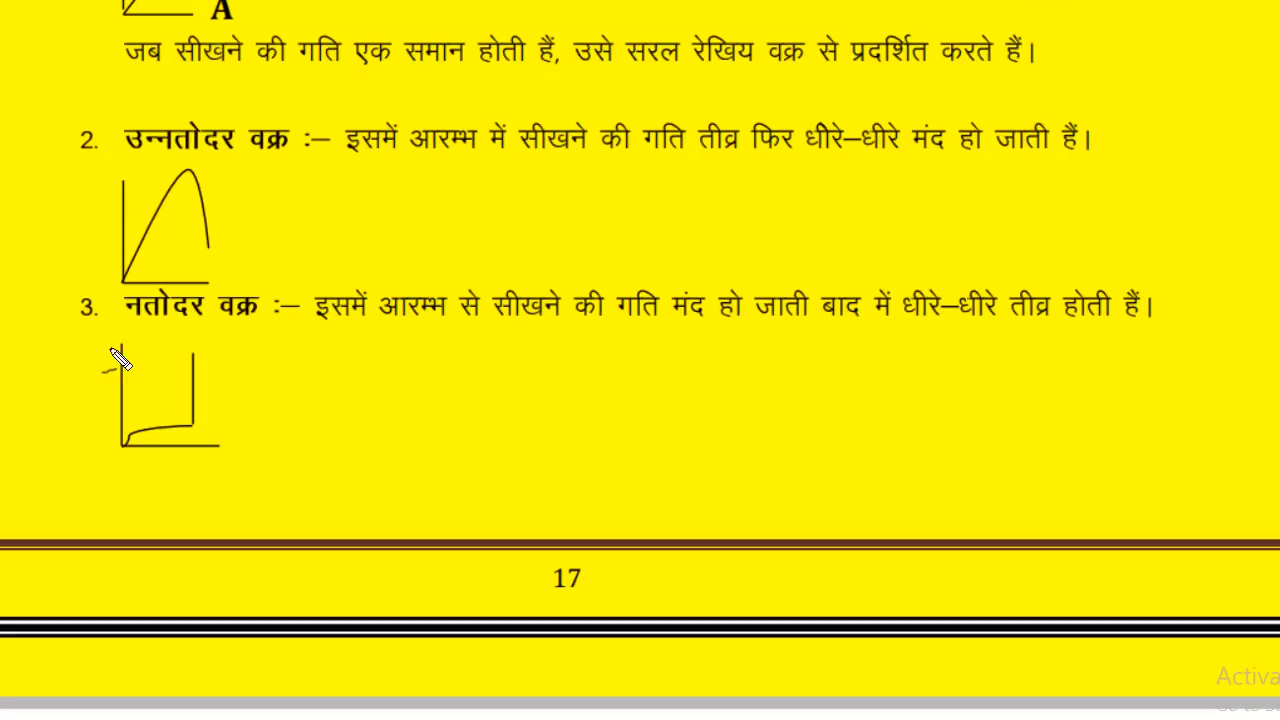 A
जब सीखने की गति एक समान होती हैं, उसे सरल रेखिय वक्र से प्रदर्शित करते हैं।
2. उन्नतोदर वक्र :– इसमें आरम्भ में सीखने की गति तीव्र फिर धीरे–धीरे मंद हो जाती हैं।
3. नतोदर वक्र :– इसमें आरम्भ से सीखने की गति मंद हो जाती बाद में धीरे–धीरे तीव्र होती हैं।
17
Activa